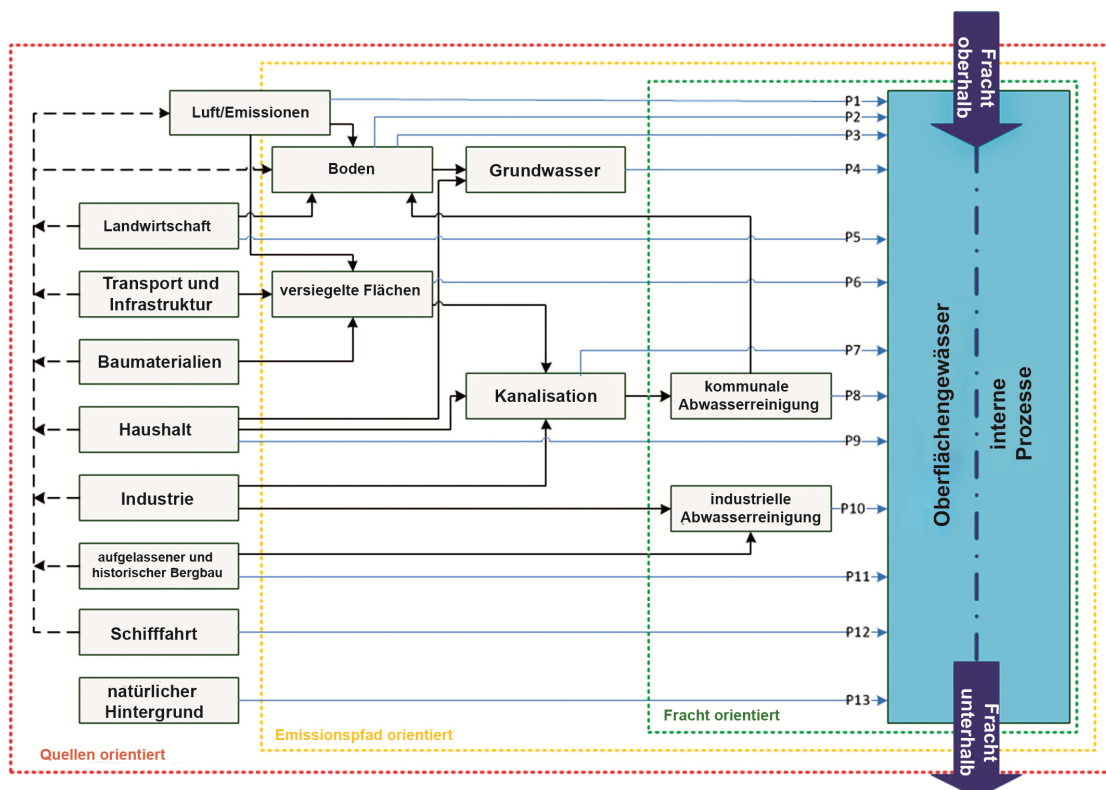 Fracht
oberhalb
Luft/Emissionen
P1
P2
P3
Boden
Grundwasser
P4
Landwirtschaft
P5
Transport und
Infrastruktur
versiegelte Flächen
P6
Baumaterialien
P7
Kanalisation
kommunale
Abwasserreinigung
P8
Haushalt
P9
Industrie
industrielle
Abwasserreinigung
P10
aufgelassener und
historischer Bergbau
P11
Schifffahrt
P12
natürlicher
Hintergrund
P13
Oberflächengewässer
interne
Prozesse
Fracht
unterhalb
Fracht orientiert
Emissionspfad orientiert
Quellen orientiert